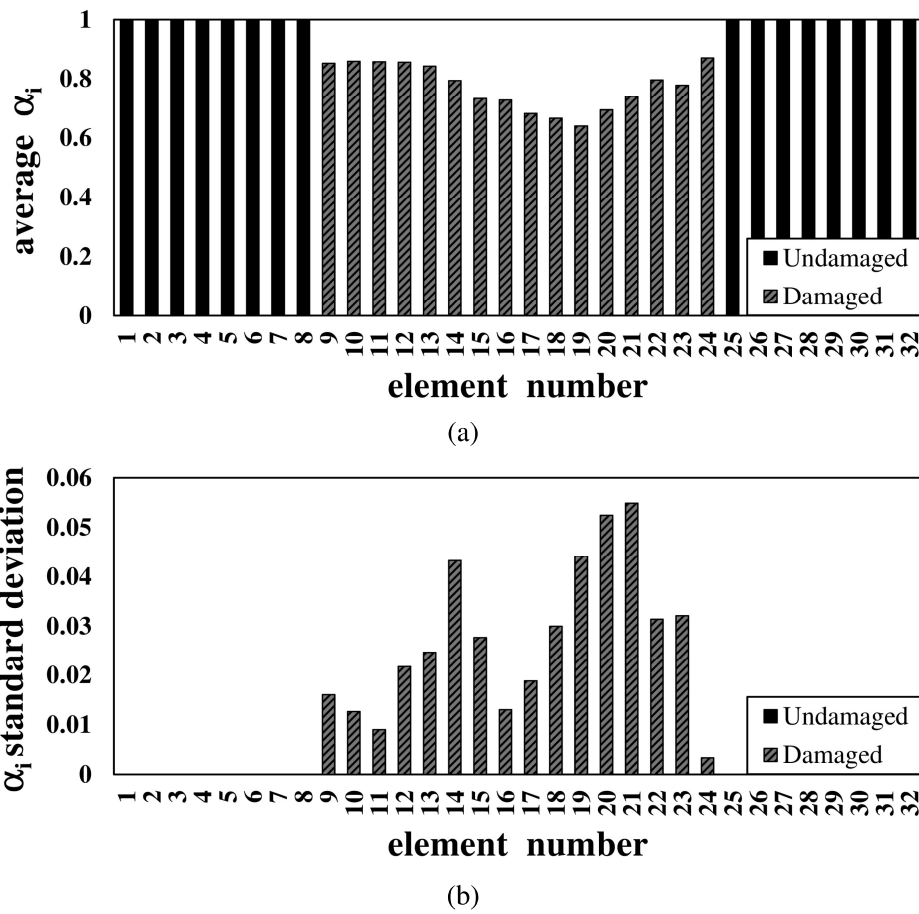 1
0.8
0.6
0.4
0.2
0
average αi
Undamaged
Damaged
1 2 3 4 5 6 7 8 9 10 11 12 13 14 15 16 17 18 19 20 21 22 23 24 25 26 27 28 29 30 31 32
element number
(a)
0.06
0.05
0.04
0.03
0.02
0.01
0
αi standard deviation
Undamaged
Damaged
1 2 3 4 5 6 7 8 9 10 11 12 13 14 15 16 17 18 19 20 21 22 23 24 25 26 27 28 29 30 31 32
element number
(b)